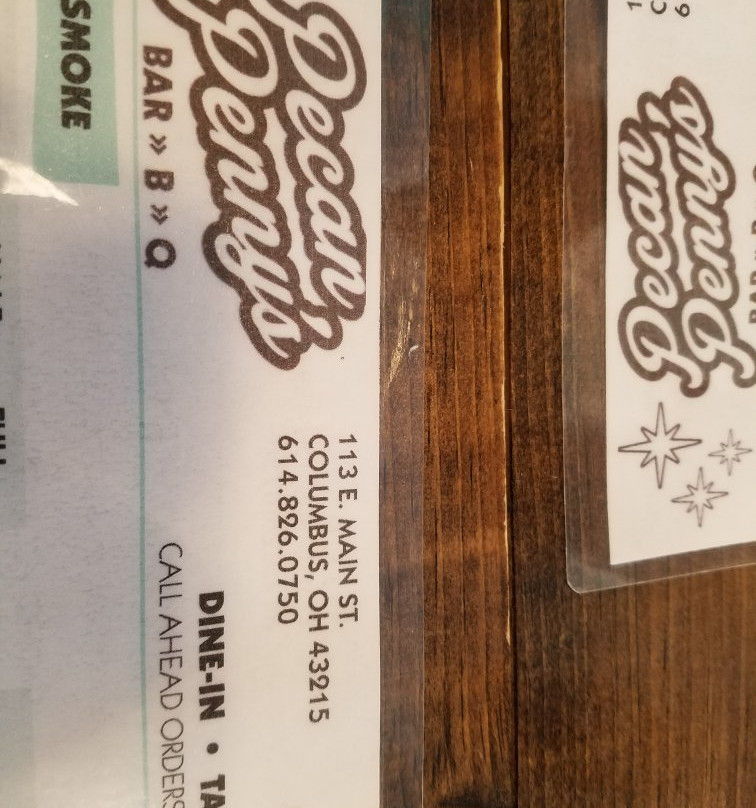 Pecan
Penny's
BAR » B » Q
113 E. MAIN ST.
COLUMBUS, OH 43215
614.826.0750
DINE-IN • TA
CALL AHEAD ORDERS
SMOKE
Pecan
Penny's